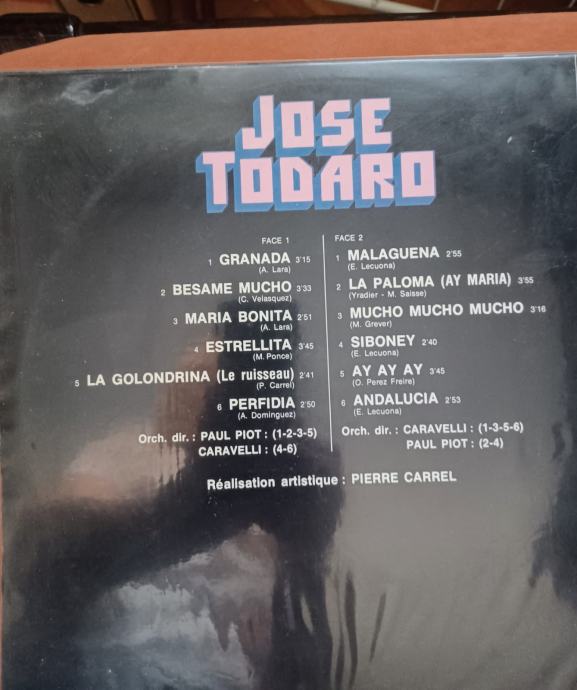 JOSE
TODARO
FACE 1
1 GRANADA 3'15
(A. Lara)
2 BESAME MUCHO 3'33
(C. Velasquez)
3 MARIA BONITA 2'51
(A. Lara)
4 ESTRELLITA 3'45
(M. Ponce)
5 LA GOLONDRINA (Le ruisseau) 2'41
(P. Carrel)
6 PERFIDIA 2'50
(A. Dominguez)
Orch. dir. : PAUL PIOT : (1-2-3-5)
CARAVELLI : (4-6)
FACE 2
1 MALAGUENA 2'55
(E. Lecuona)
2 LA PALOMA (AY MARIA) 3'55
(Yradier - M. Saisse)
3 MUCHO MUCHO MUCHO 3'16
(M. Grever)
4 SIBONEY 2'40
(E. Lecuona)
5 AY AY AY 3'45
(O. Perez Freire)
6 ANDALUCIA 2'53
(E. Lecuona)
Orch. dir. : CARAVELLI : (1-3-5-6)
PAUL PIOT : (2-4)
Réalisation artistique : PIERRE CARREL